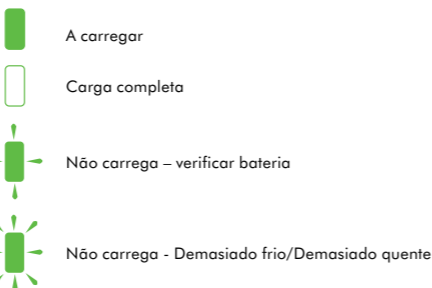 A carregar
Carga completa
Não carrega – verificar bateria
Não carrega - Demasiado frio/Demasiado quente